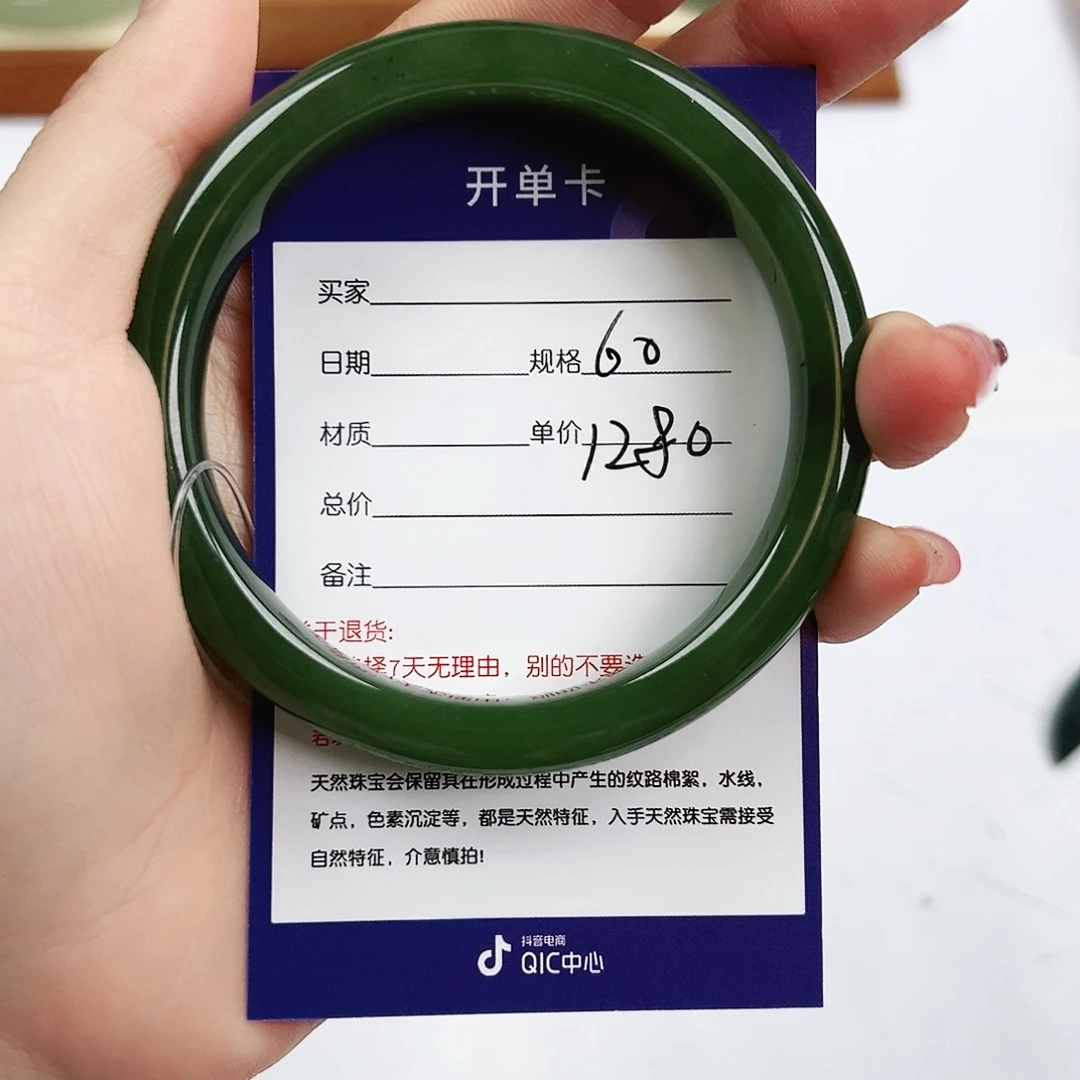 开单卡
买家
日期 规格 60
材质 单价 1280
总价
备注
于退货:
择7天无理由，别的不要选
天然珠宝会保留其在形成过程中产生的纹路棉絮，水线，
矿点，色素沉淀等，都是天然特征，入手天然珠宝需接受
自然特征，介意慎拍!
抖音电商
QIC中心